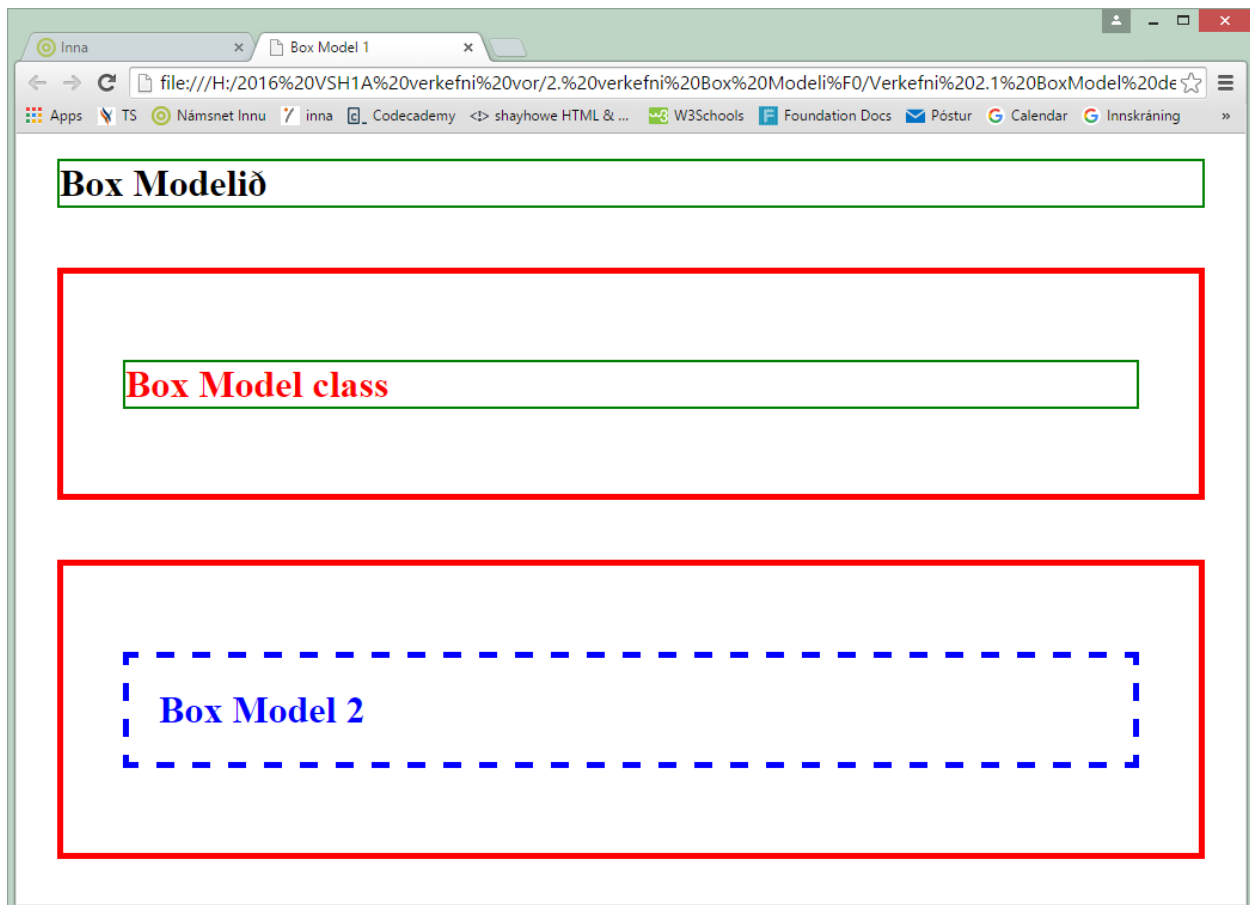 Inna
Box Model 1
file:///H:/2016%20VSH1A%20verkefni%20vor/2.%20verkefni%20Box%20Modeli%F0/Verkefni%202.1%20BoxModel%20de
Apps TS Námsnet Innu inna Codecademy <I> shayhowe HTML & ... W3Schools Foundation Docs Póstur Calendar Innskráning »
Box Modelið
Box Model class
Box Model 2